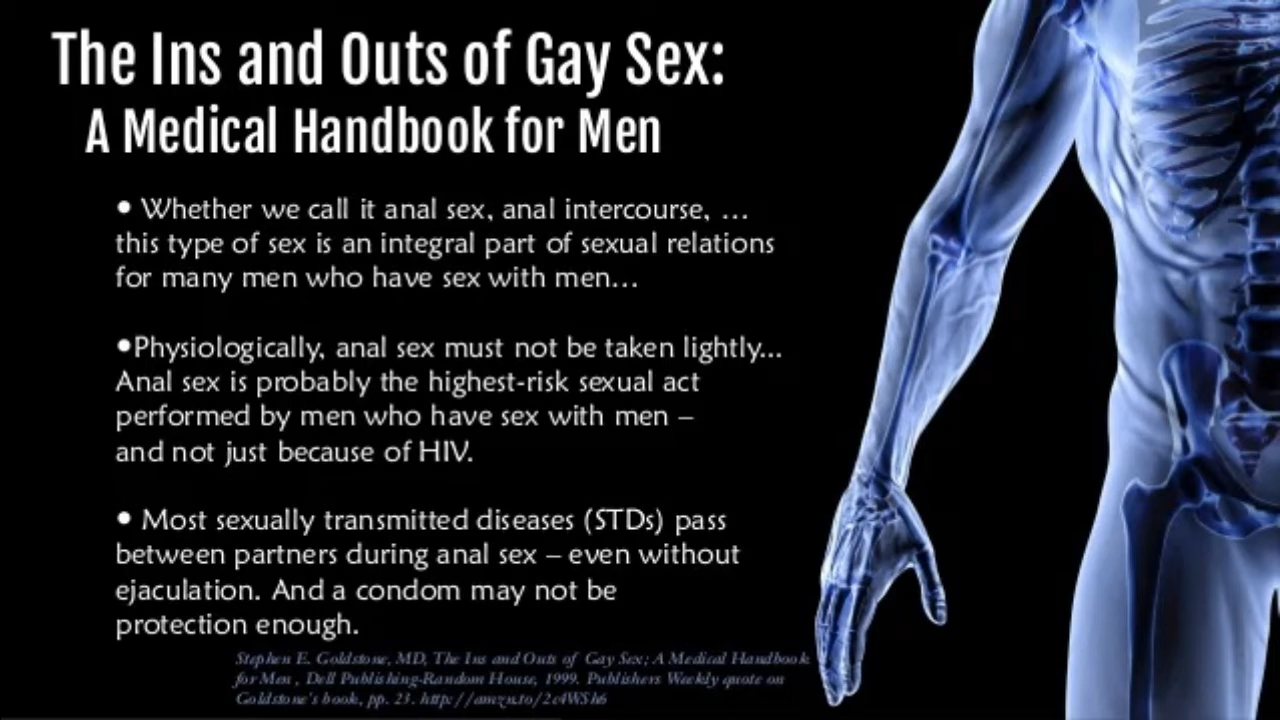 The Ins and Outs of Gay Sex:
A Medical Handbook for Men
• Whether we call it anal sex, anal intercourse, ...
this type of sex is an integral part of sexual relations
for many men who have sex with men...
•Physiologically, anal sex must not be taken lightly...
Anal sex is probably the highest-risk sexual act
performed by men who have sex with men –
and not just because of HIV.
• Most sexually transmitted diseases (STDs) pass
between partners during anal sex – even without
ejaculation. And a condom may not be
protection enough.
Stephen E. Goldstone, MD, The Ins and Outs of Gay Sex; A Medical Handbook
for Men , Dell Publishing-Random House, 1999. Publishers Weekly quote on
Goldstone's book, pp. 23. http://amzn.to/2c4WSh6